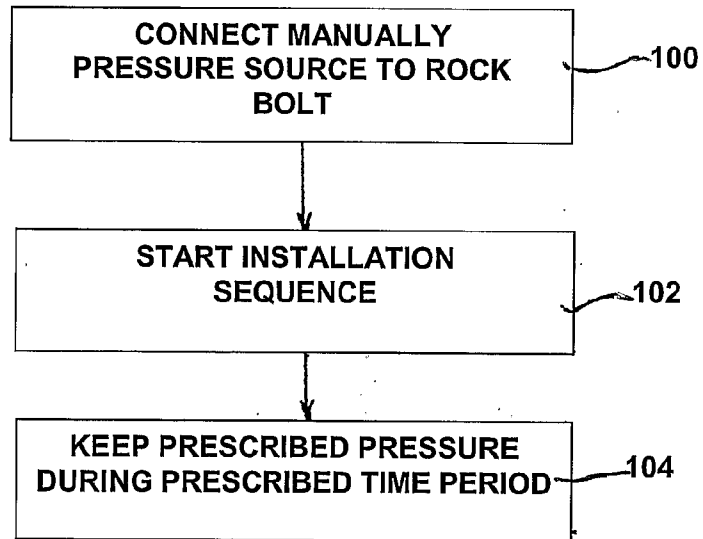 CONNECT MANUALLY
PRESSURE SOURCE TO ROCK
BOLT
100
START INSTALLATION
SEQUENCE
102
KEEP PRESCRIBED PRESSURE
DURING PRESCRIBED TIME PERIOD
104